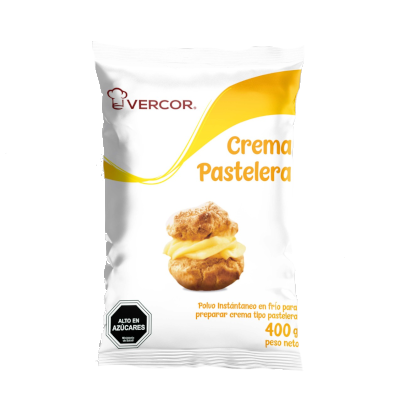 VERCOR®
Crema
Pastelera
Polvo instantáneo en frío para
preparar crema tipo pastelera
400 g
peso neto
ALTO EN
AZÚCARES